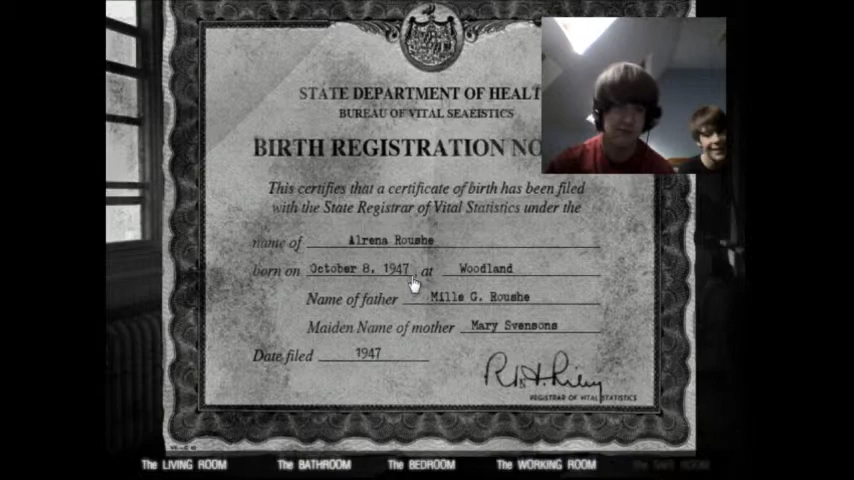 STATE DEPARTMENT OF HEALT
BUREAU OF VITAL SEAEISTICS
BIRTH REGISTRATION NO
This certifies that a certificate of birth has been filed
with the State Registrar of Vital Statistics under the
name of Alrena Roushe
born on October 8, 1947 at Woodland
Name of father Mills G. Roushe
Maiden Name of mother Mary Svensons
Date filed 1947
REGISTRAR OF VITAL STATISTICS
The LIVING ROOM The BATHROOM The BEDROOM The WORKING ROOM